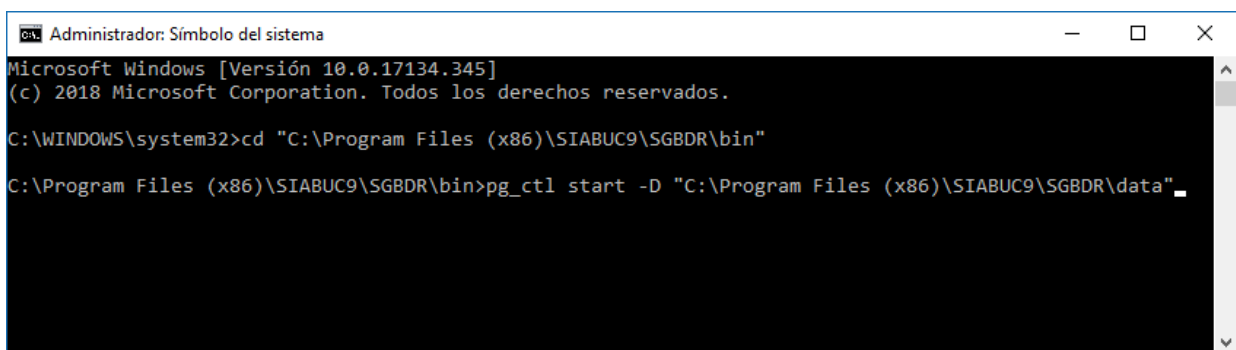 Administrador: Símbolo del sistema
Microsoft Windows [Versión 10.0.17134.345]
(c) 2018 Microsoft Corporation. Todos los derechos reservados.
C:\WINDOWS\system32>cd "C:\Program Files (x86)\SIABUC9\SGBDR\bin"
C:\Program Files (x86)\SIABUC9\SGBDR\bin>pg_ctl start -D "C:\Program Files (x86)\SIABUC9\SGBDR\data"